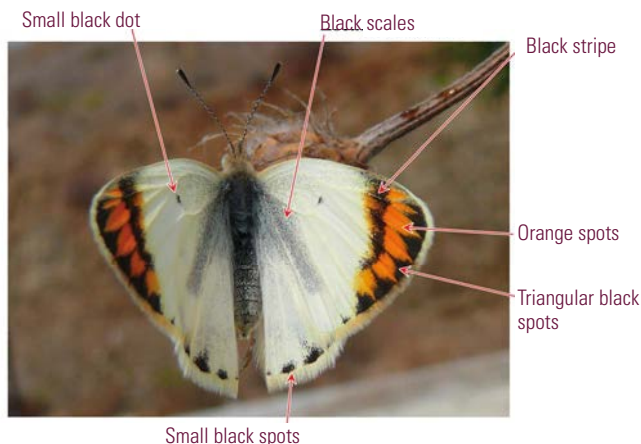 Small black dot
Black scales
Black stripe
Orange spots
Triangular black
spots
Small black spots